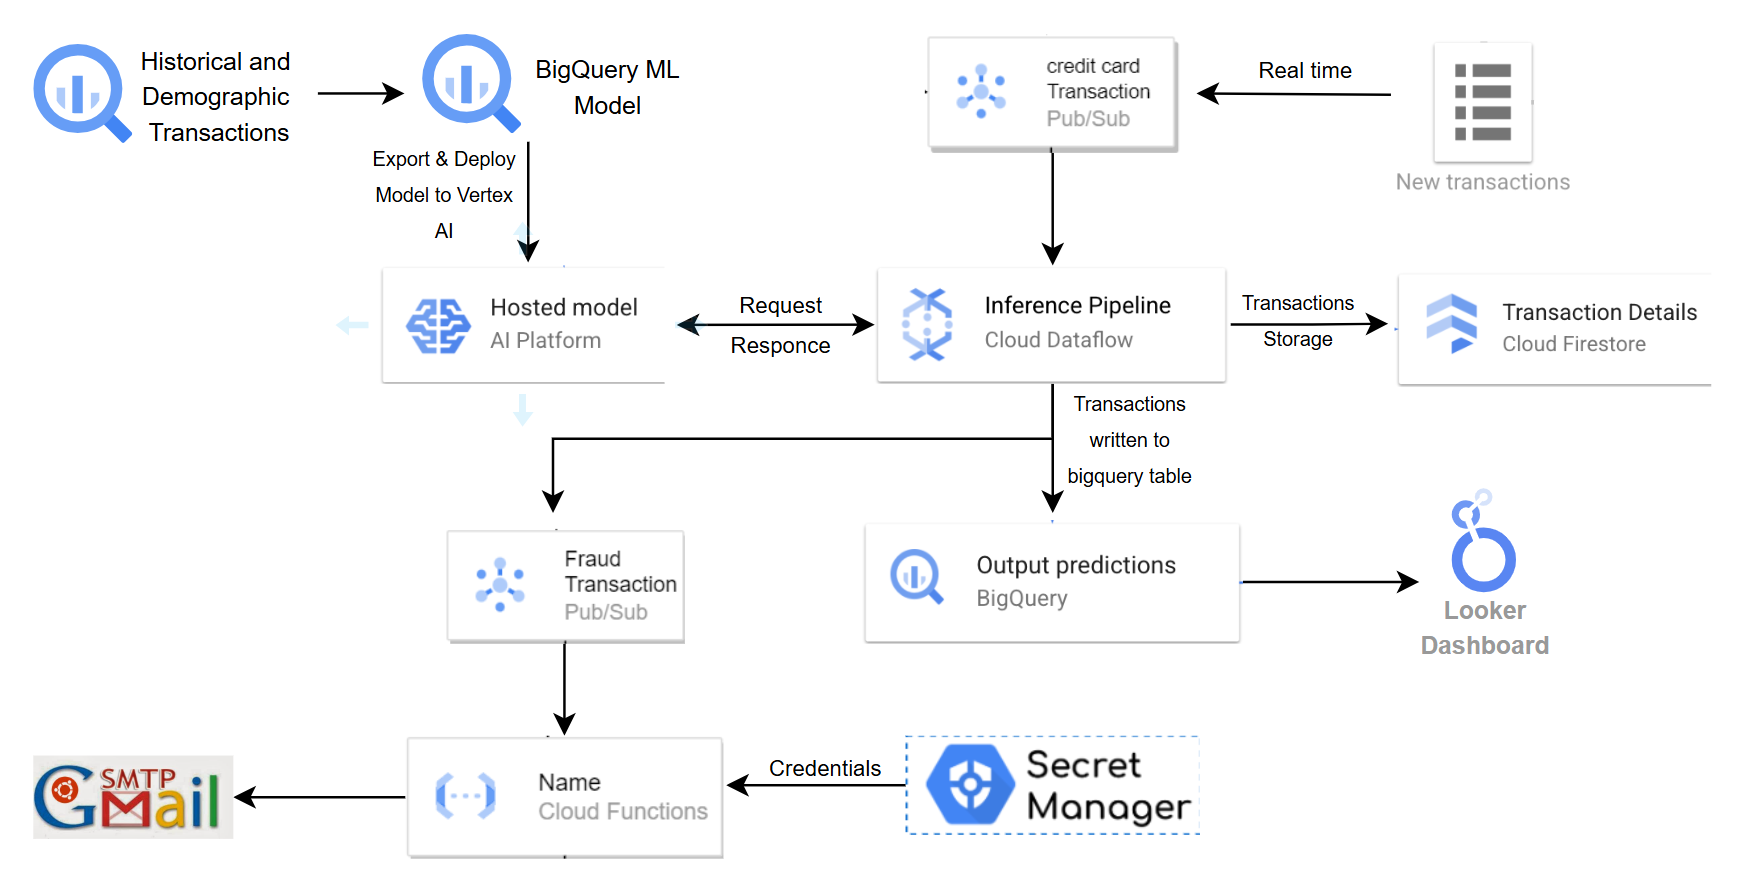 Historical and
Demographic
Transactions
BigQuery ML
Model
credit card
Transaction
Pub/Sub
Real time
New transactions
Export & Deploy
Model to Vertex
AI
Hosted model
AI Platform
Request
Responce
Inference Pipeline
Cloud Dataflow
Transactions
Storage
Transaction Details
Cloud Firestore
Transactions
written to
bigquery table
Fraud
Transaction
Pub/Sub
Output predictions
BigQuery
Looker
Dashboard
SMTP
GMail
Name
Cloud Functions
Credentials
Secret
Manager